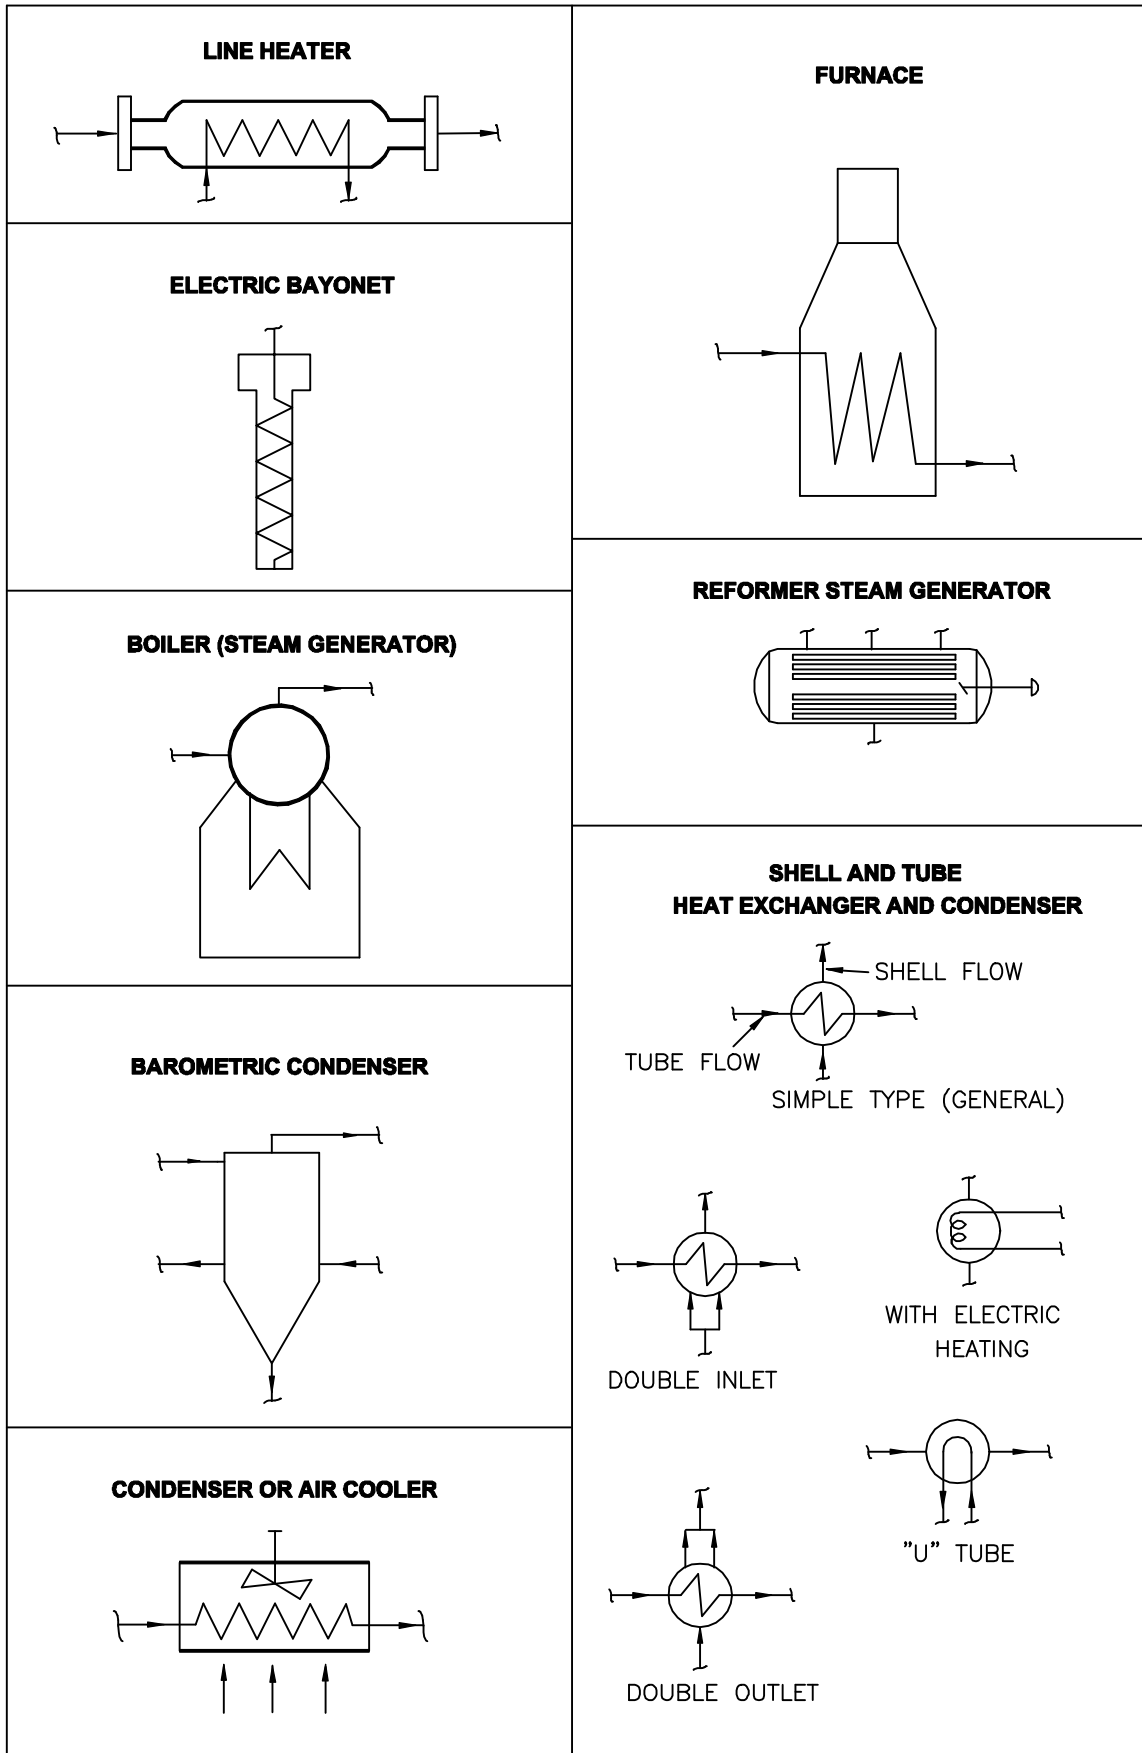 LINE HEATER
ELECTRIC BAYONET
BOILER (STEAM GENERATOR)
BAROMETRIC CONDENSER
CONDENSER OR AIR COOLER
FURNACE
REFORMER STEAM GENERATOR
SHELL AND TUBE
HEAT EXCHANGER AND CONDENSER
SHELL FLOW
TUBE FLOW
SIMPLE TYPE (GENERAL)
DOUBLE INLET
WITH ELECTRIC
HEATING
"U" TUBE
DOUBLE OUTLET